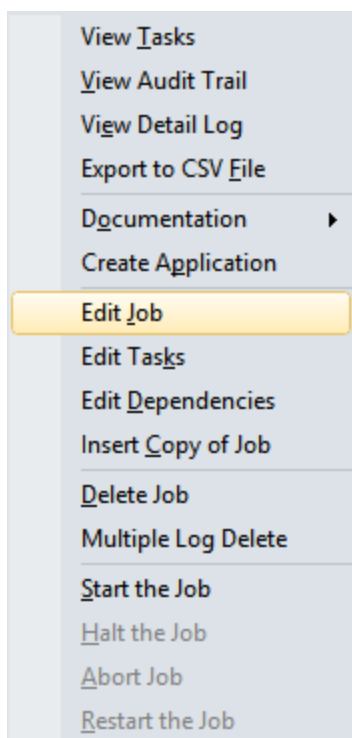 View Tasks
View Audit Trail
View Detail Log
Export to CSV File
Documentation
Create Application
Edit Job
Edit Tasks
Edit Dependencies
Insert Copy of Job
Delete Job
Multiple Log Delete
Start the Job
Halt the Job
Abort Job
Restart the Job